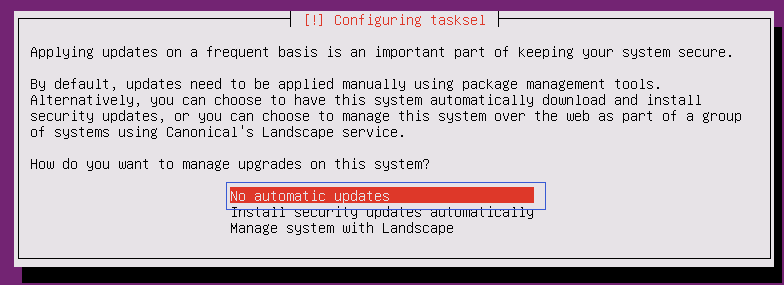 [!] Configuring tasksel
Applying updates on a frequent basis is an important part of keeping your system secure.
By default, updates need to be applied manually using package management tools.
Alternatively, you can choose to have this system automatically download and install
security updates, or you can choose to manage this system over the web as part of a group
of systems using Canonical's Landscape service.
How do you want to manage upgrades on this system?
No automatic updates
Install security updates automatically
Manage system with Landscape